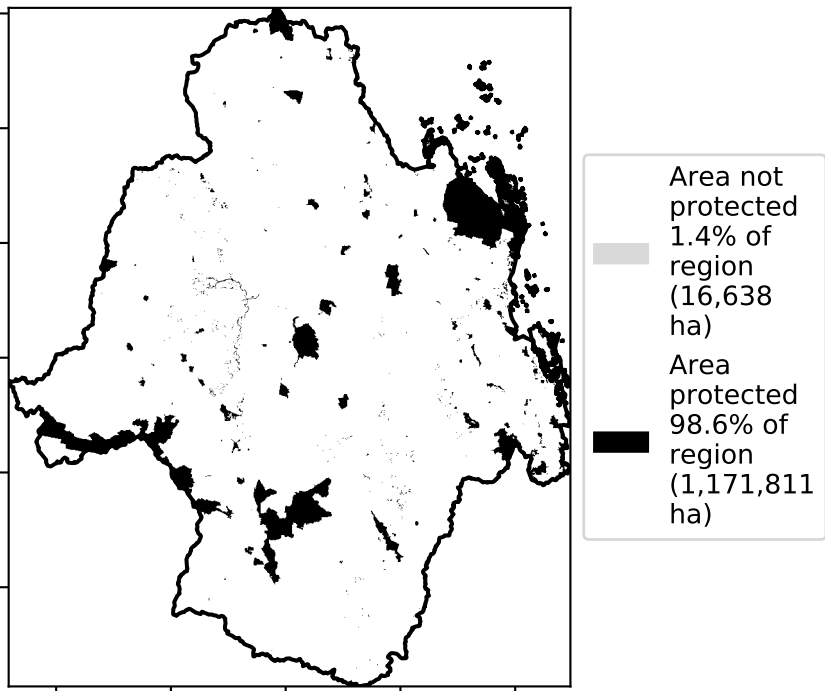 Area not
protected
1.4% of
region
(16,638
ha)
Area
protected
98.6% of
region
(1,171,811
ha)